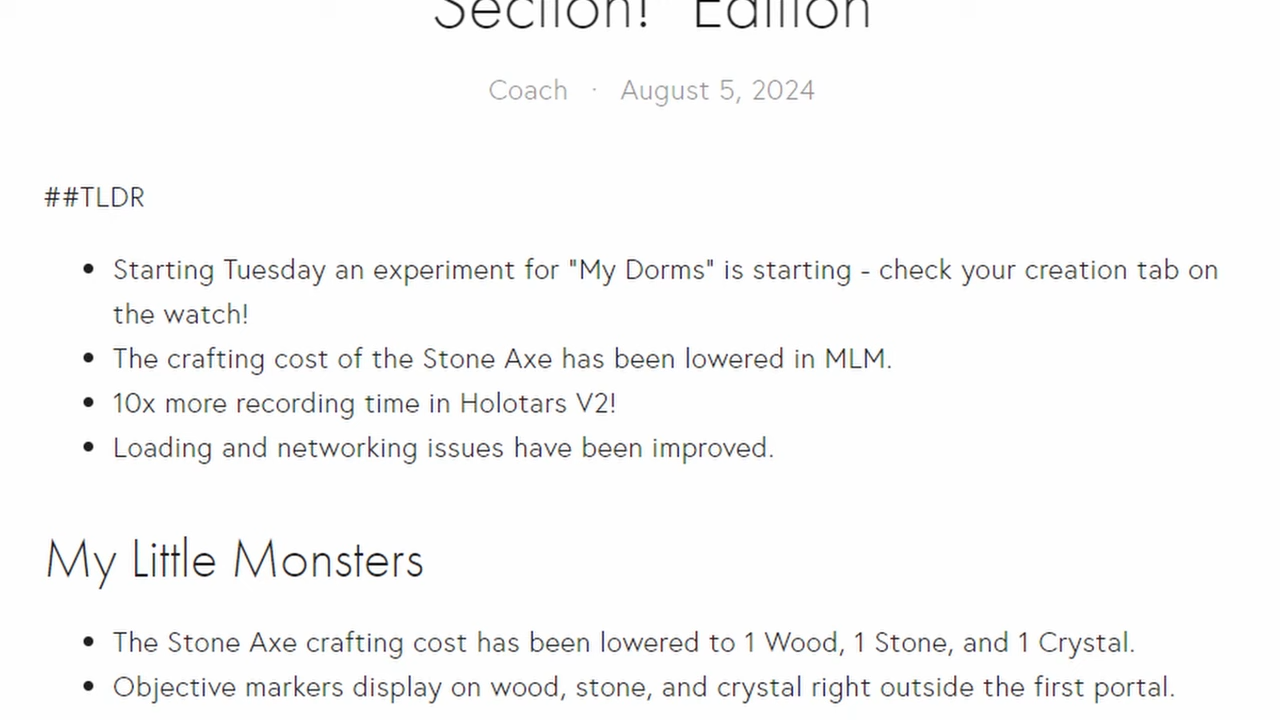 Section!" Edition
Coach · August 5, 2024
##TLDR
• Starting Tuesday an experiment for "My Dorms" is starting - check your creation tab on
the watch!
• The crafting cost of the Stone Axe has been lowered in MLM.
• 10x more recording time in Holotars V2!
• Loading and networking issues have been improved.
My Little Monsters
• The Stone Axe crafting cost has been lowered to 1 Wood, 1 Stone, and 1 Crystal.
• Objective markers display on wood, stone, and crystal right outside the first portal.